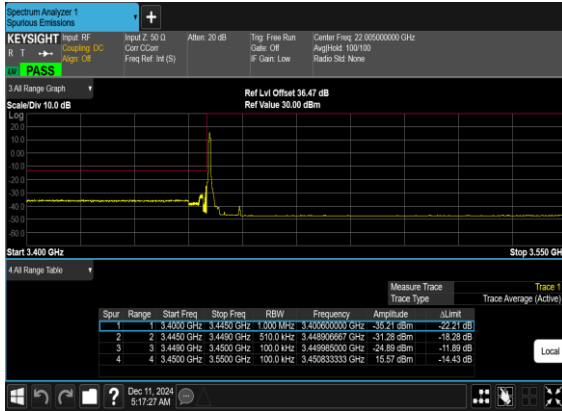 Spectrum Analyzer 1
Spurious Emissions
KEYSIGHT Input: RF Input Z: 50 Ω Atten: 20 dB Trig: Free Run Center Freq: 22.005000000 GHz
R T Coupling: DC Corr CCorr Gate: Off Avg|Hold: 100/100
Align: Off Freq Ref: Int (S) IF Gain: Low Radio Std: None
PASS
3 All Range Graph
Ref Lvl Offset 36.47 dB
Scale/Div 10.0 dB Ref Value 30.00 dBm
Log
20.0
10.0
0.00
-10.0
-20.0
-30.0
-40.0
-50.0
-60.0
Start 3.400 GHz Stop 3.550 GH
4 All Range Table
Measure Trace Trace 1
Trace Type Trace Average (Active)
Spur Range Start Freq Stop Freq RBW Frequency Amplitude ΔLimit
1 1 3.4000 GHz 3.4450 GHz 1.000 MHz 3.400600000 GHz -35.21 dBm -22.21 dB
2 2 3.4450 GHz 3.4490 GHz 510.0 kHz 3.448906667 GHz -31.28 dBm -18.28 dB
3 3 3.4490 GHz 3.4500 GHz 100.0 kHz 3.449985000 GHz -24.89 dBm -11.89 dB
4 4 3.4500 GHz 3.5500 GHz 100.0 kHz 3.450833333 GHz 15.57 dBm -14.43 dB
Local
? Dec 11, 2024
5:17:27 AM